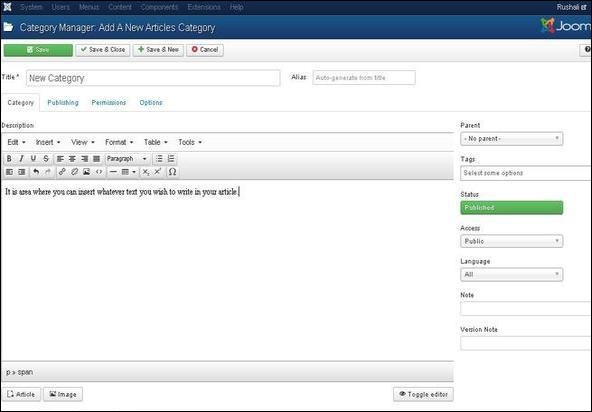 System Users Menus Content Components Extensions Help Rushali
Category Manager: Add A New Articles Category Joom
Save Save & Close Save & New Cancel
Title * New Category Alias Auto-generate from title
Category Publishing Permissions Options
Description
Edit Insert View Format Table Tools
B I U S Paragraph
x₂ x² Ω
It is area where you can insert whatever text you wish to write in your article.
p » span
Article Image Toggle editor
Parent
- No parent -
Tags
Select some options
Status
Published
Access
Public
Language
All
Note
Version Note